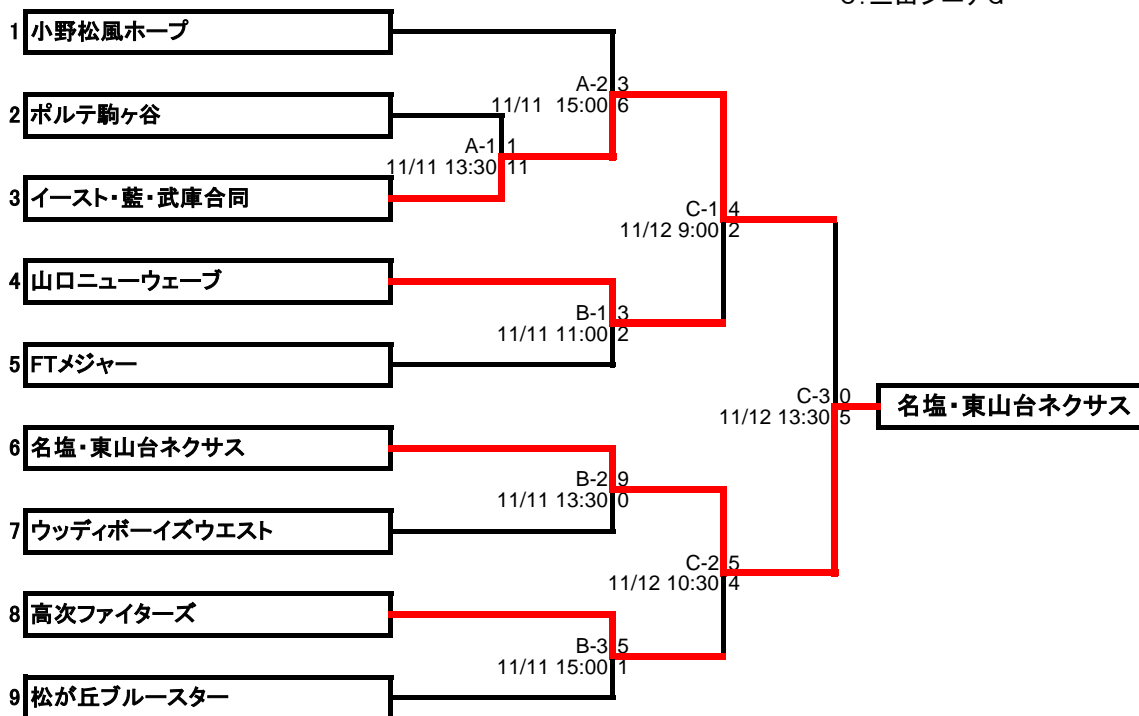 1 小野松風ホープ
A-2 3
11/11 15:00 6
2 ポルテ駒ヶ谷
A-1 1
11/11 13:30 11
3 イースト・藍・武庫合同
C-1 4
11/12 9:00 2
4 山口ニューウェーブ
B-1 3
11/11 11:00 2
5 FTメジャー
C-3 0
11/12 13:30 5
名塩・東山台ネクサス
6 名塩・東山台ネクサス
B-2 9
11/11 13:30 0
7 ウッディボーイズウエスト
C-2 5
11/12 10:30 4
8 高次ファイターズ
B-3 5
11/11 15:00 1
9 松が丘ブルースター